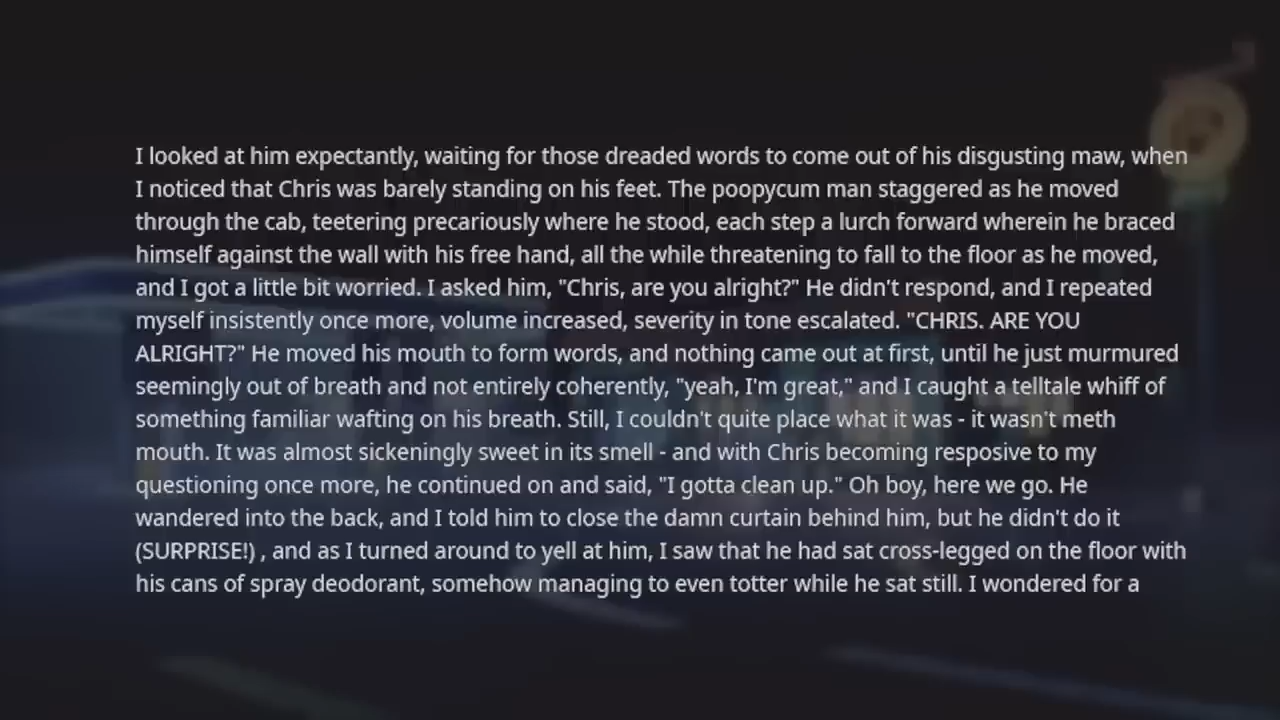 I looked at him expectantly, waiting for those dreaded words to come out of his disgusting maw, when
I noticed that Chris was barely standing on his feet. The poopycum man staggered as he moved
through the cab, teetering precariously where he stood, each step a lurch forward wherein he braced
himself against the wall with his free hand, all the while threatening to fall to the floor as he moved,
and I got a little bit worried. I asked him, "Chris, are you alright?" He didn't respond, and I repeated
myself insistently once more, volume increased, severity in tone escalated. "CHRIS. ARE YOU
ALRIGHT?" He moved his mouth to form words, and nothing came out at first, until he just murmured
seemingly out of breath and not entirely coherently, "yeah, I'm great," and I caught a telltale whiff of
something familiar wafting on his breath. Still, I couldn't quite place what it was - it wasn't meth
mouth. It was almost sickeningly sweet in its smell - and with Chris becoming resposive to my
questioning once more, he continued on and said, "I gotta clean up." Oh boy, here we go. He
wandered into the back, and I told him to close the damn curtain behind him, but he didn't do it
(SURPRISE!) , and as I turned around to yell at him, I saw that he had sat cross-legged on the floor with
his cans of spray deodorant, somehow managing to even totter while he sat still. I wondered for a